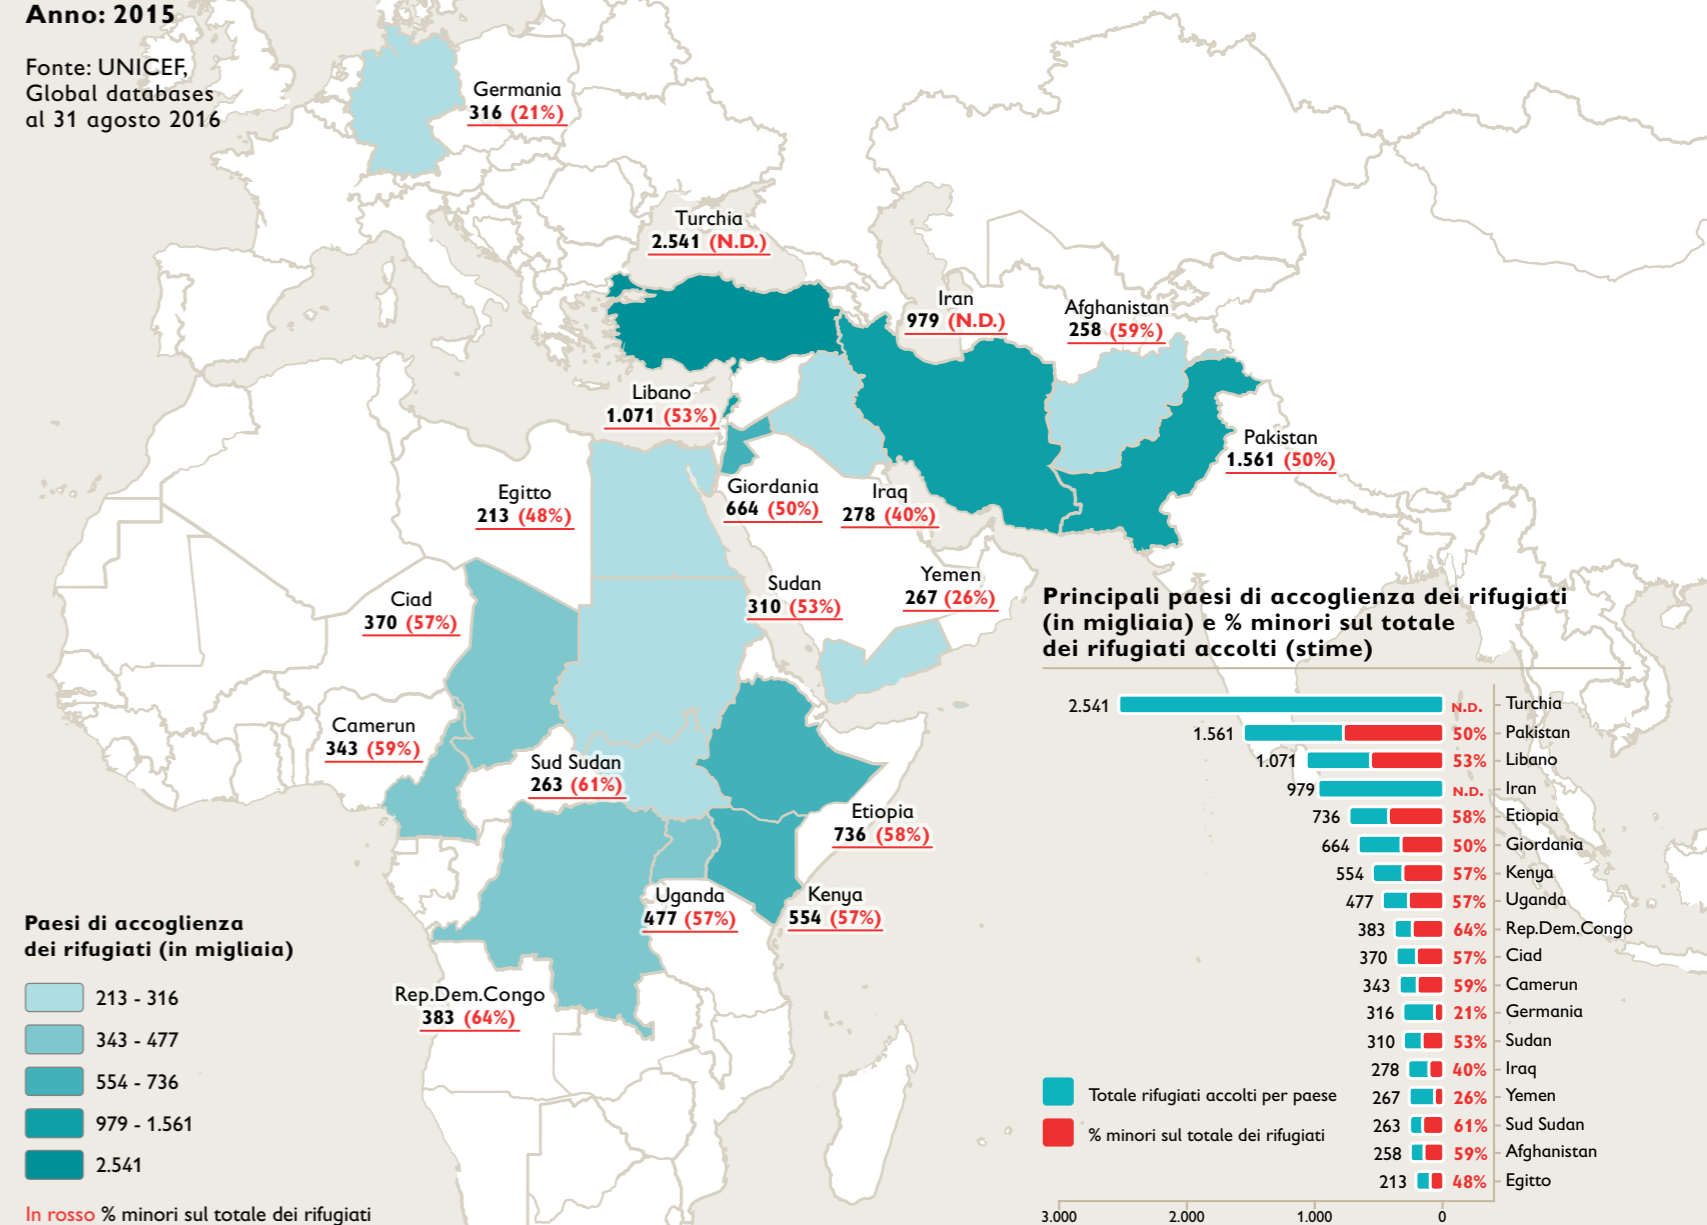 Anno: 2015
Fonte: UNICEF,
Global databases
al 31 agosto 2016
Germania
316 (21%)
Turchia
2.541 (N.D.)
Iran
979 (N.D.)
Afghanistan
258 (59%)
Libano
1.071 (53%)
Pakistan
1.561 (50%)
Egitto
213 (48%)
Giordania
664 (50%)
Iraq
278 (40%)
Ciad
370 (57%)
Sudan
310 (53%)
Yemen
267 (26%)
Camerun
343 (59%)
Sud Sudan
263 (61%)
Etiopia
736 (58%)
Uganda
477 (57%)
Kenya
554 (57%)
Rep.Dem.Congo
383 (64%)
Paesi di accoglienza
dei rifugiati (in migliaia)
213 - 316
343 - 477
554 - 736
979 - 1.561
2.541
In rosso % minori sul totale dei rifugiati
Principali paesi di accoglienza dei rifugiati
(in migliaia) e % minori sul totale
dei rifugiati accolti (stime)
2.541 N.D. Turchia
1.561 50% Pakistan
1.071 53% Libano
979 N.D. Iran
736 58% Etiopia
664 50% Giordania
554 57% Kenya
477 57% Uganda
383 64% Rep.Dem.Congo
370 57% Ciad
343 59% Camerun
316 21% Germania
310 53% Sudan
278 40% Iraq
267 26% Yemen
263 61% Sud Sudan
258 59% Afghanistan
213 48% Egitto
3.000 2.000 1.000 0
Totale rifugiati accolti per paese
% minori sul totale dei rifugiati